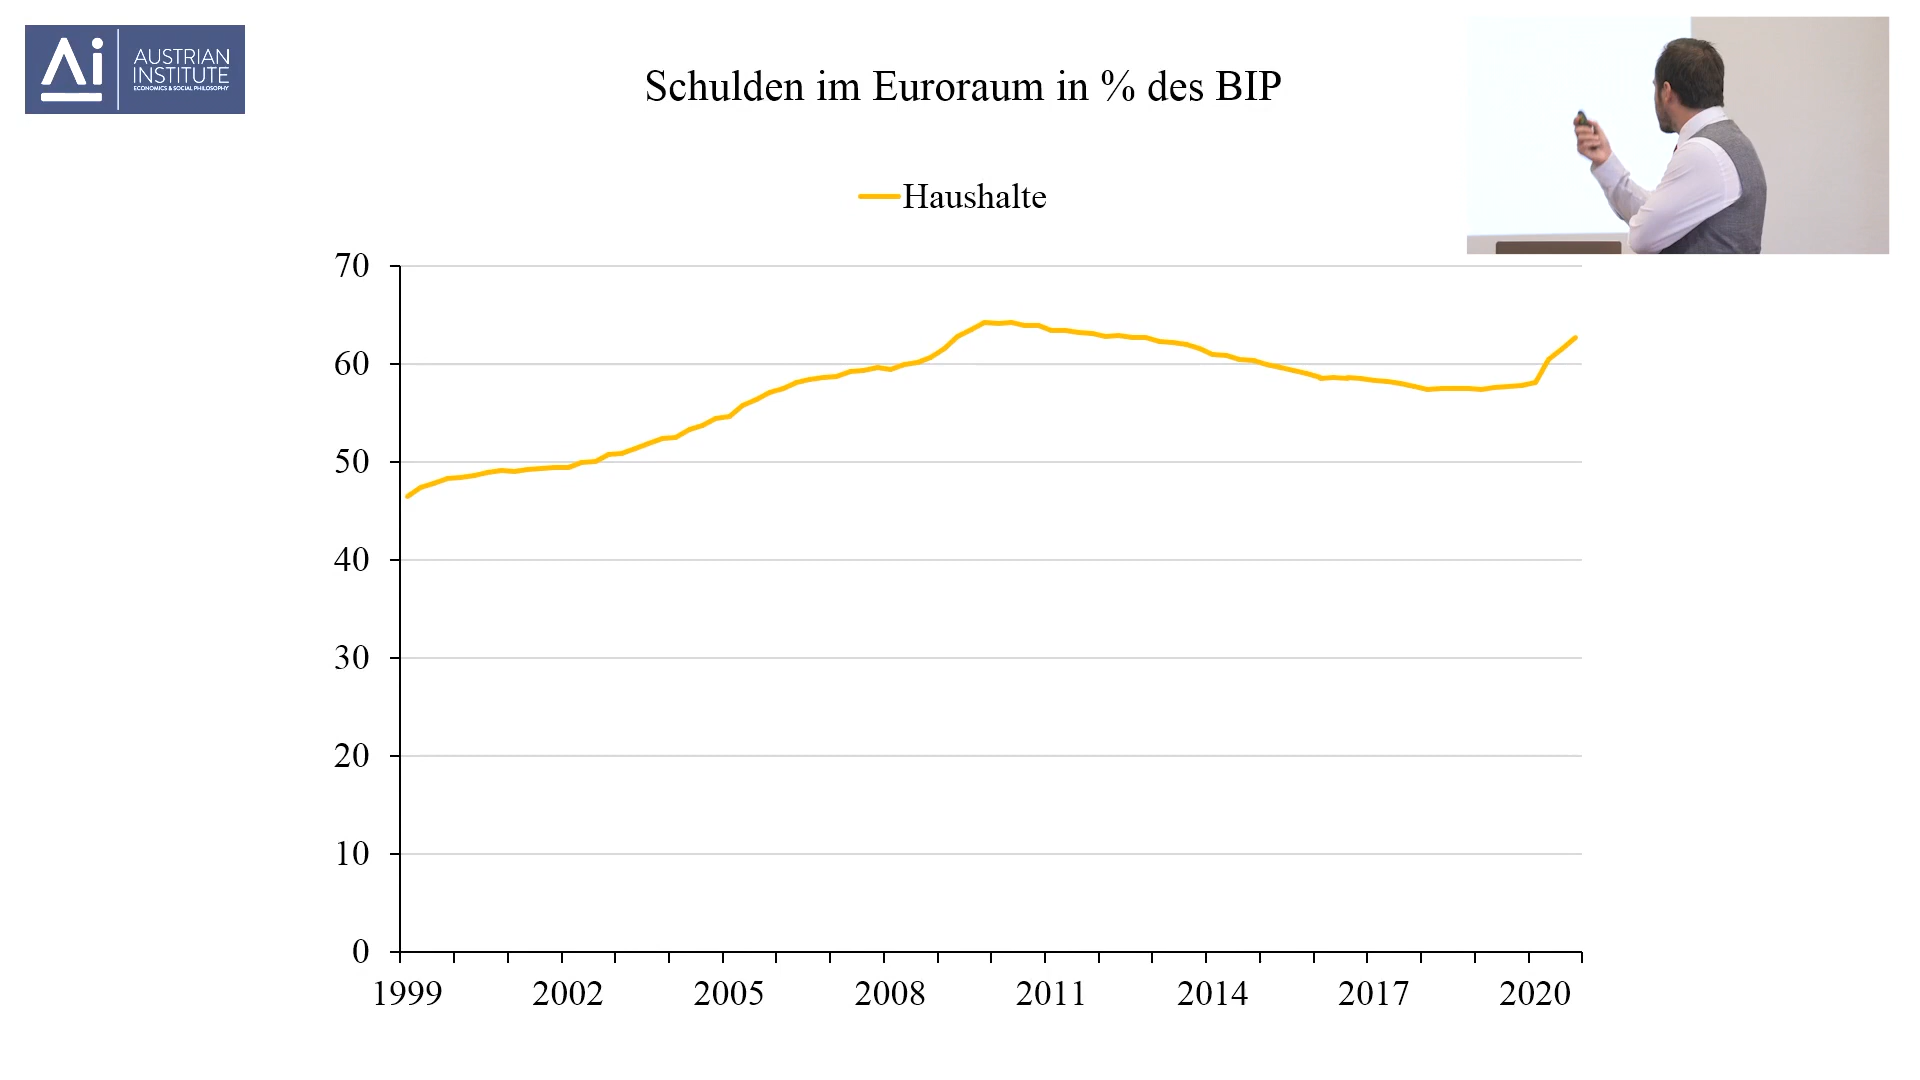 Ai
AUSTRIAN
INSTITUTE
ECONOMICS & SOCIAL PHILOSOPHY
Schulden im Euroraum in % des BIP
Haushalte
70
60
50
40
30
20
10
0
1999 2002 2005 2008 2011 2014 2017 2020